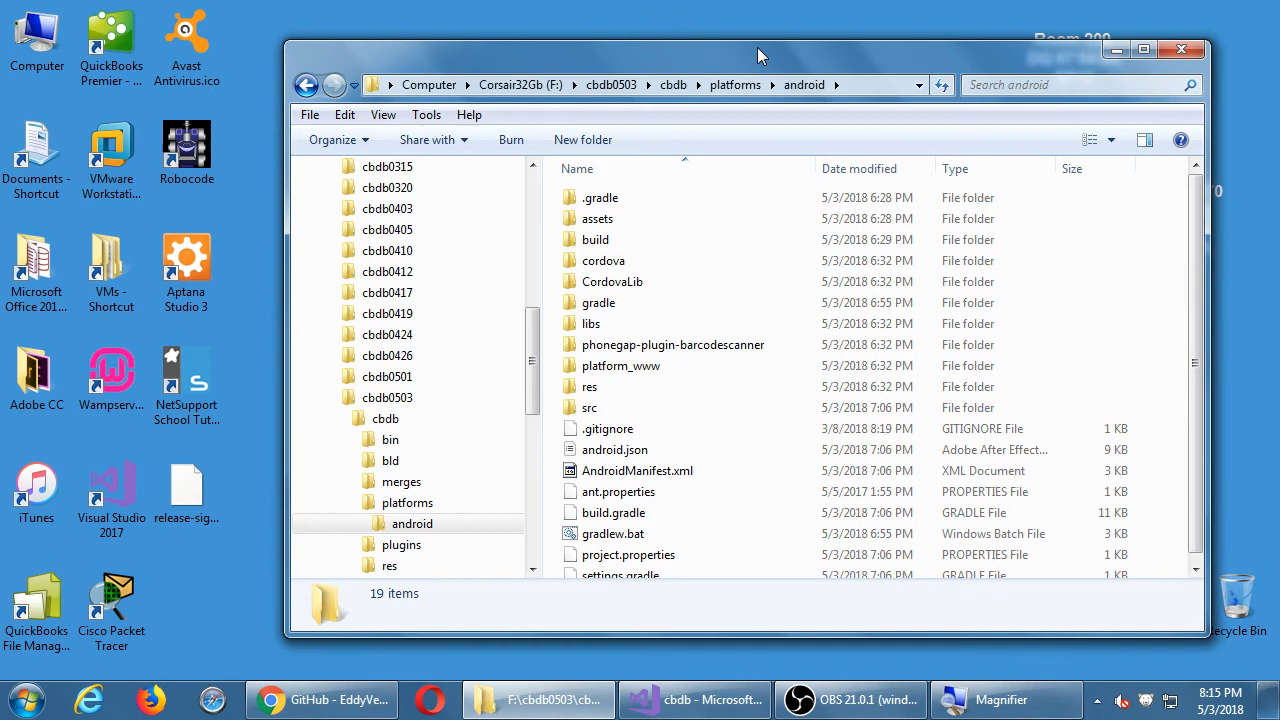 Computer
QuickBooks
Premier - ...
Avast
Antivirus.ico
Documents -
Shortcut
VMware
Workstati...
Robocode
Microsoft
Office 201...
VMs -
Shortcut
Aptana
Studio 3
Adobe CC
Wampserv...
NetSupport
School Tut...
iTunes
Visual Studio
2017
release-sig...
QuickBooks
File Manag...
Cisco Packet
Tracer
Room 200
Computer Corsair32Gb (F:) cbdb0503 cbdb platforms android
Search android
File Edit View Tools Help
Organize Share with Burn New folder
cbdb0315
cbdb0320
cbdb0403
cbdb0405
cbdb0410
cbdb0412
cbdb0417
cbdb0419
cbdb0424
cbdb0426
cbdb0501
cbdb0503
cbdb
bin
bld
merges
platforms
android
plugins
res
Name Date modified Type Size
.gradle 5/3/2018 6:28 PM File folder
assets 5/3/2018 6:28 PM File folder
build 5/3/2018 6:29 PM File folder
cordova 5/3/2018 6:32 PM File folder
CordovaLib 5/3/2018 6:32 PM File folder
gradle 5/3/2018 6:55 PM File folder
libs 5/3/2018 6:32 PM File folder
phonegap-plugin-barcodescanner 5/3/2018 6:32 PM File folder
platform_www 5/3/2018 6:32 PM File folder
res 5/3/2018 6:32 PM File folder
src 5/3/2018 7:06 PM File folder
.gitignore 3/8/2018 8:19 PM GITIGNORE File 1 KB
android.json 5/3/2018 7:06 PM Adobe After Effect... 9 KB
AndroidManifest.xml 5/3/2018 7:06 PM XML Document 3 KB
ant.properties 5/5/2017 1:55 PM PROPERTIES File 1 KB
build.gradle 5/3/2018 7:06 PM GRADLE File 11 KB
gradlew.bat 5/3/2018 6:55 PM Windows Batch File 3 KB
project.properties 5/3/2018 7:06 PM PROPERTIES File 1 KB
settings.gradle 5/3/2018 7:06 PM GRADLE File 1 KB
19 items
Recycle Bin
GitHub - EddyVe...
F:\cbdb0503\cb...
cbdb - Microsoft...
OBS 21.0.1 (wind...
Magnifier
8:15 PM
5/3/2018